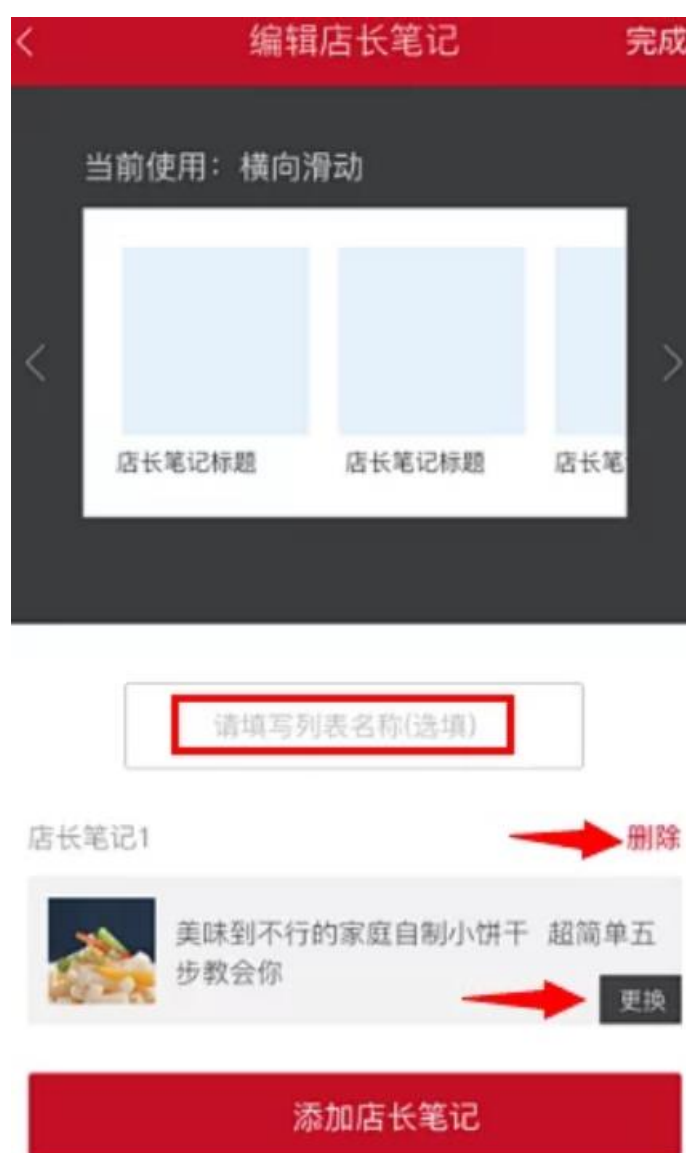 编辑店长笔记
完成
当前使用：横向滑动
店长笔记标题
店长笔记标题
店长笔
请填写列表名称(选填)
店长笔记1
删除
美味到不行的家庭自制小饼干 超简单五
步教会你
更换
添加店长笔记